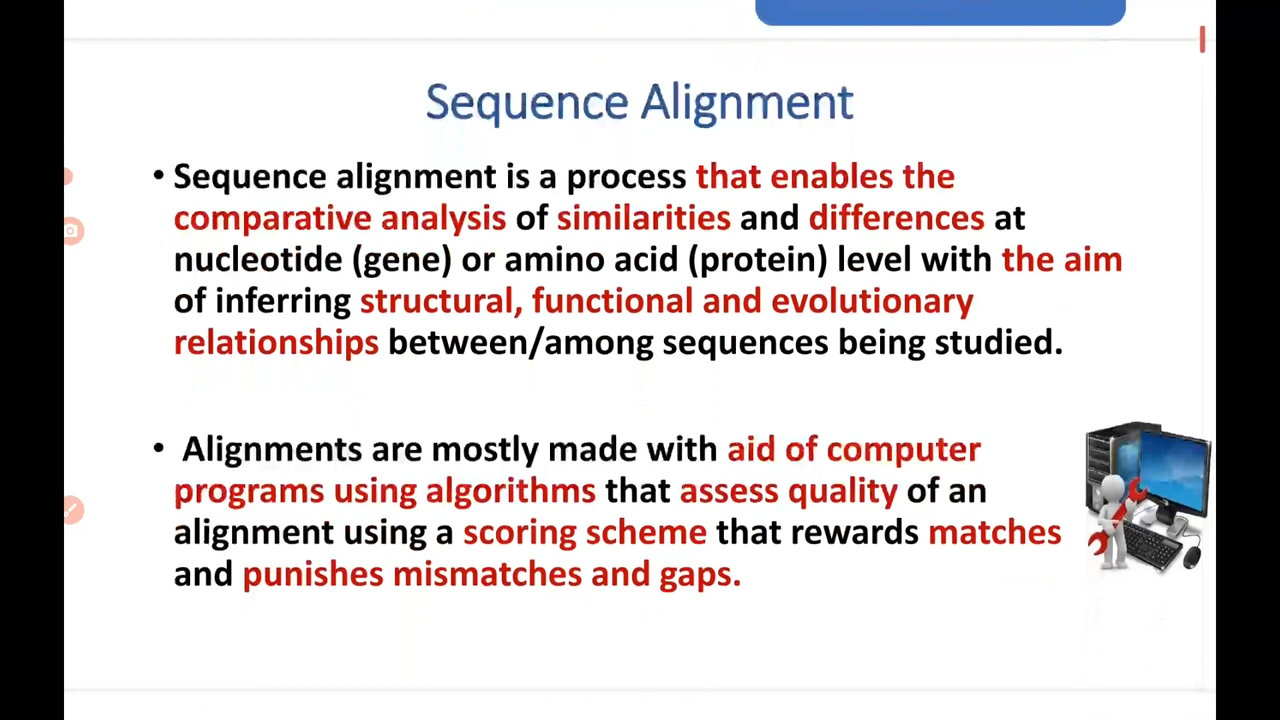 Sequence Alignment
• Sequence alignment is a process that enables the
comparative analysis of similarities and differences at
nucleotide (gene) or amino acid (protein) level with the aim
of inferring structural, functional and evolutionary
relationships between/among sequences being studied.
• Alignments are mostly made with aid of computer
programs using algorithms that assess quality of an
alignment using a scoring scheme that rewards matches
and punishes mismatches and gaps.